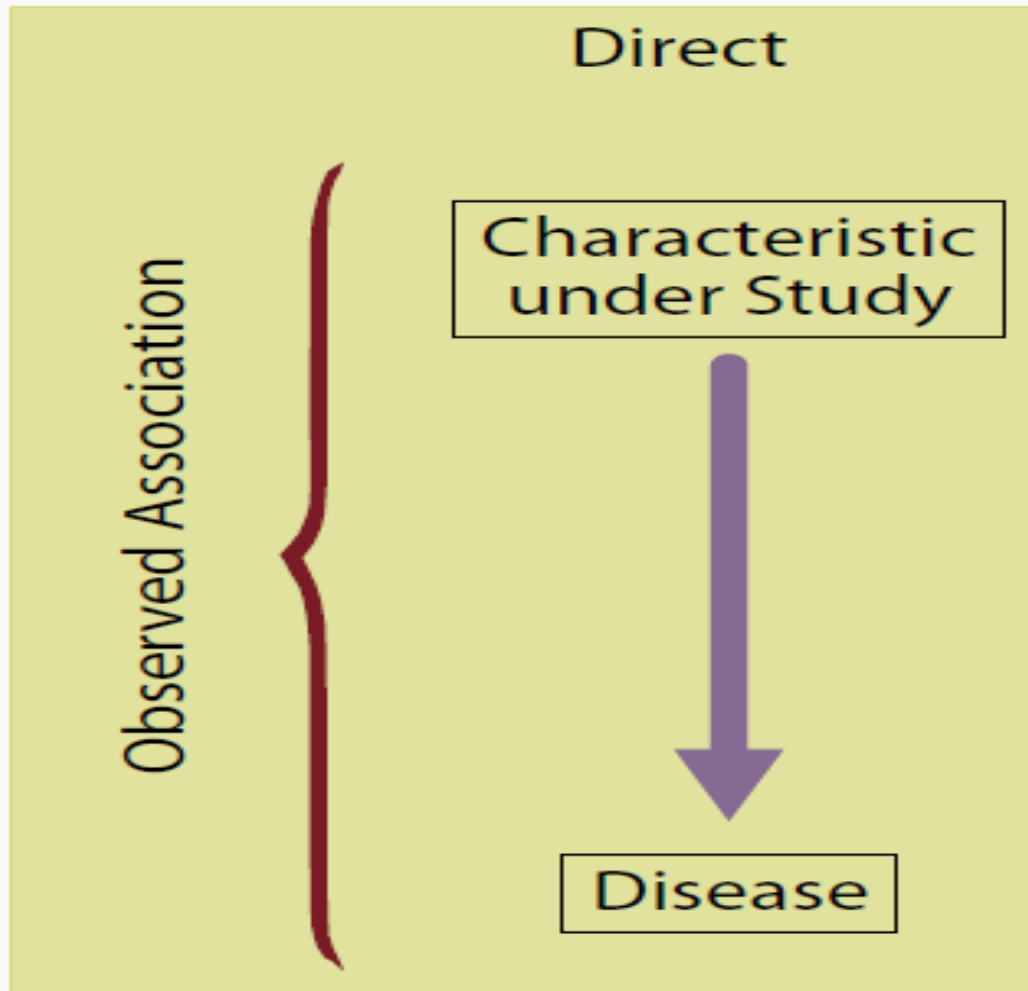 Direct
Observed Association
Characteristic
under Study
Disease